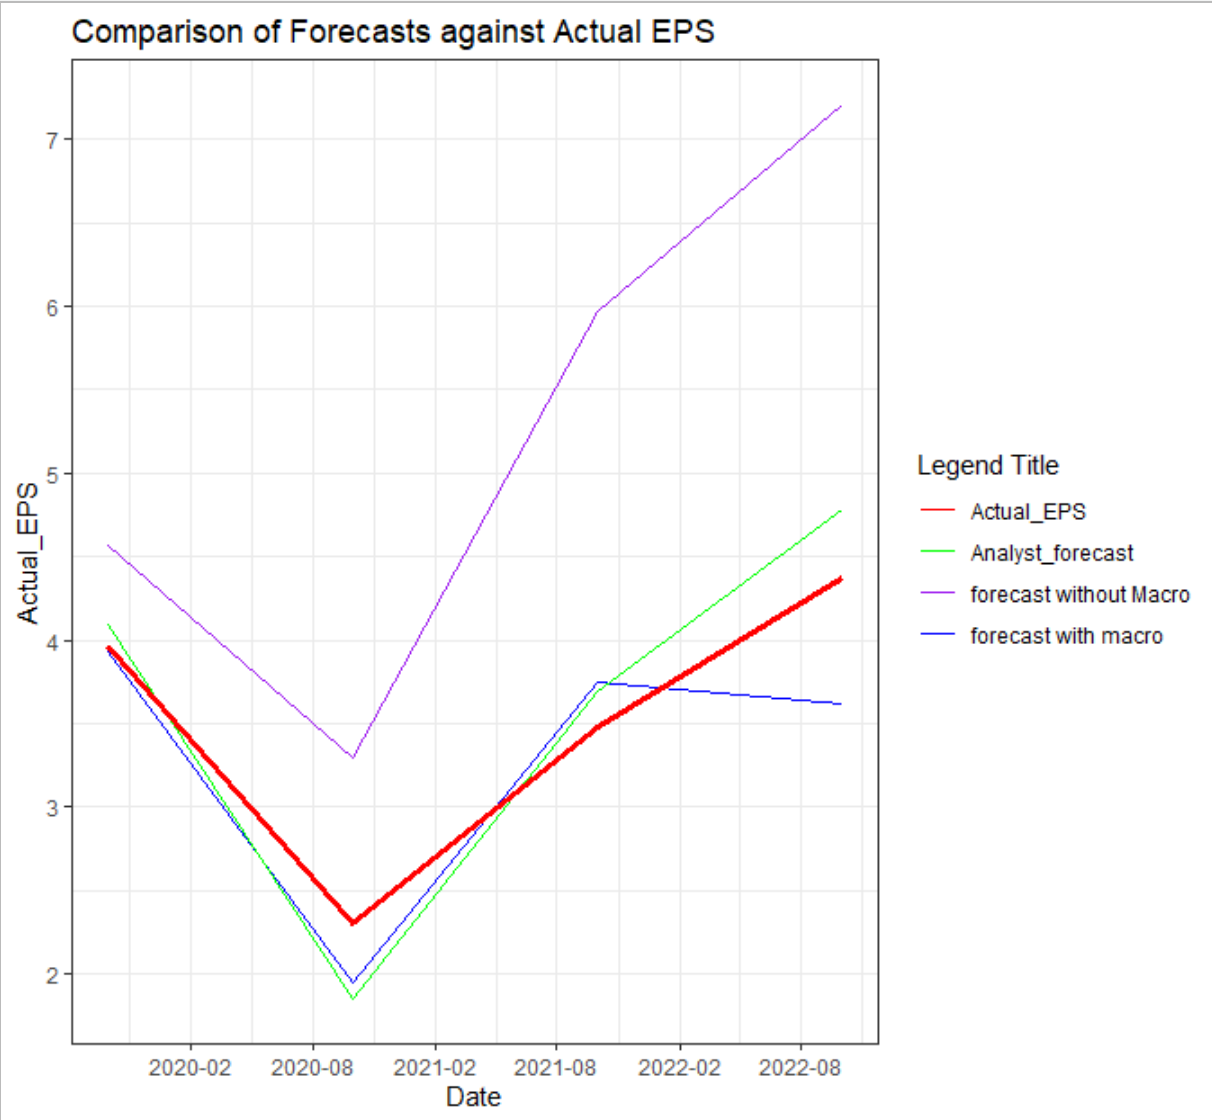 Comparison of Forecasts against Actual EPS
7
6
5
4
3
2
Actual_EPS
2020-02 2020-08 2021-02 2021-08 2022-02 2022-08
Date
Legend Title
Actual_EPS
Analyst_forecast
forecast without Macro
forecast with macro